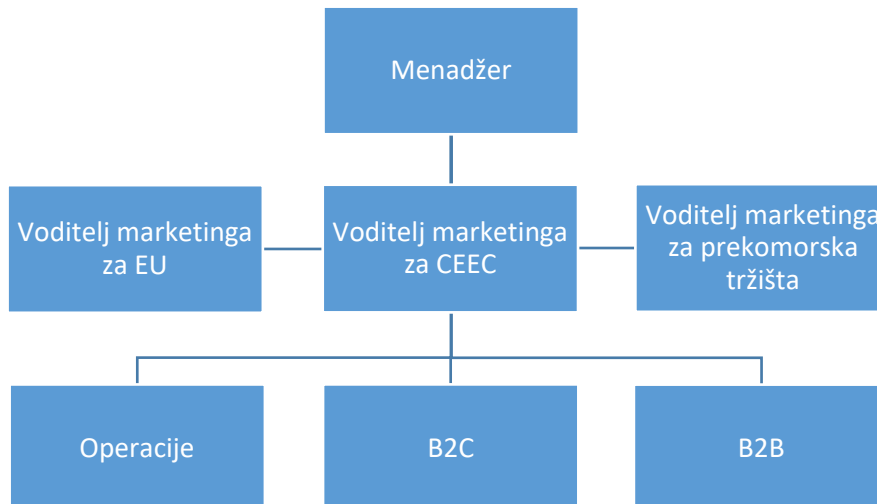 Menadžer
Voditelj marketinga
za EU
Voditelj marketinga
za CEEC
Voditelj marketinga
za prekomorska
tržišta
Operacije
B2C
B2B